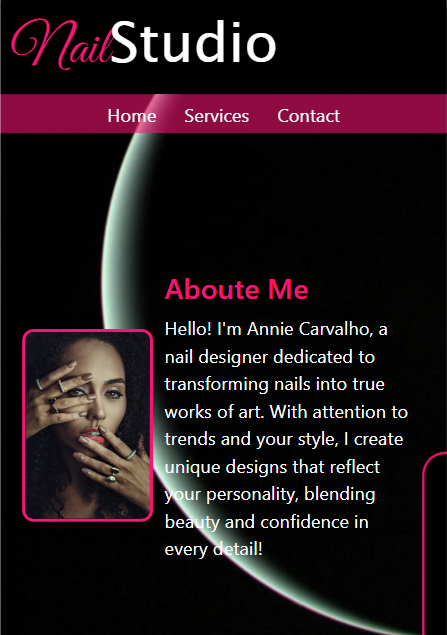 NailStudio
Home Services Contact
Aboute Me
Hello! I'm Annie Carvalho, a
nail designer dedicated to
transforming nails into true
works of art. With attention to
trends and your style, I create
unique designs that reflect
your personality, blending
beauty and confidence in
every detail!